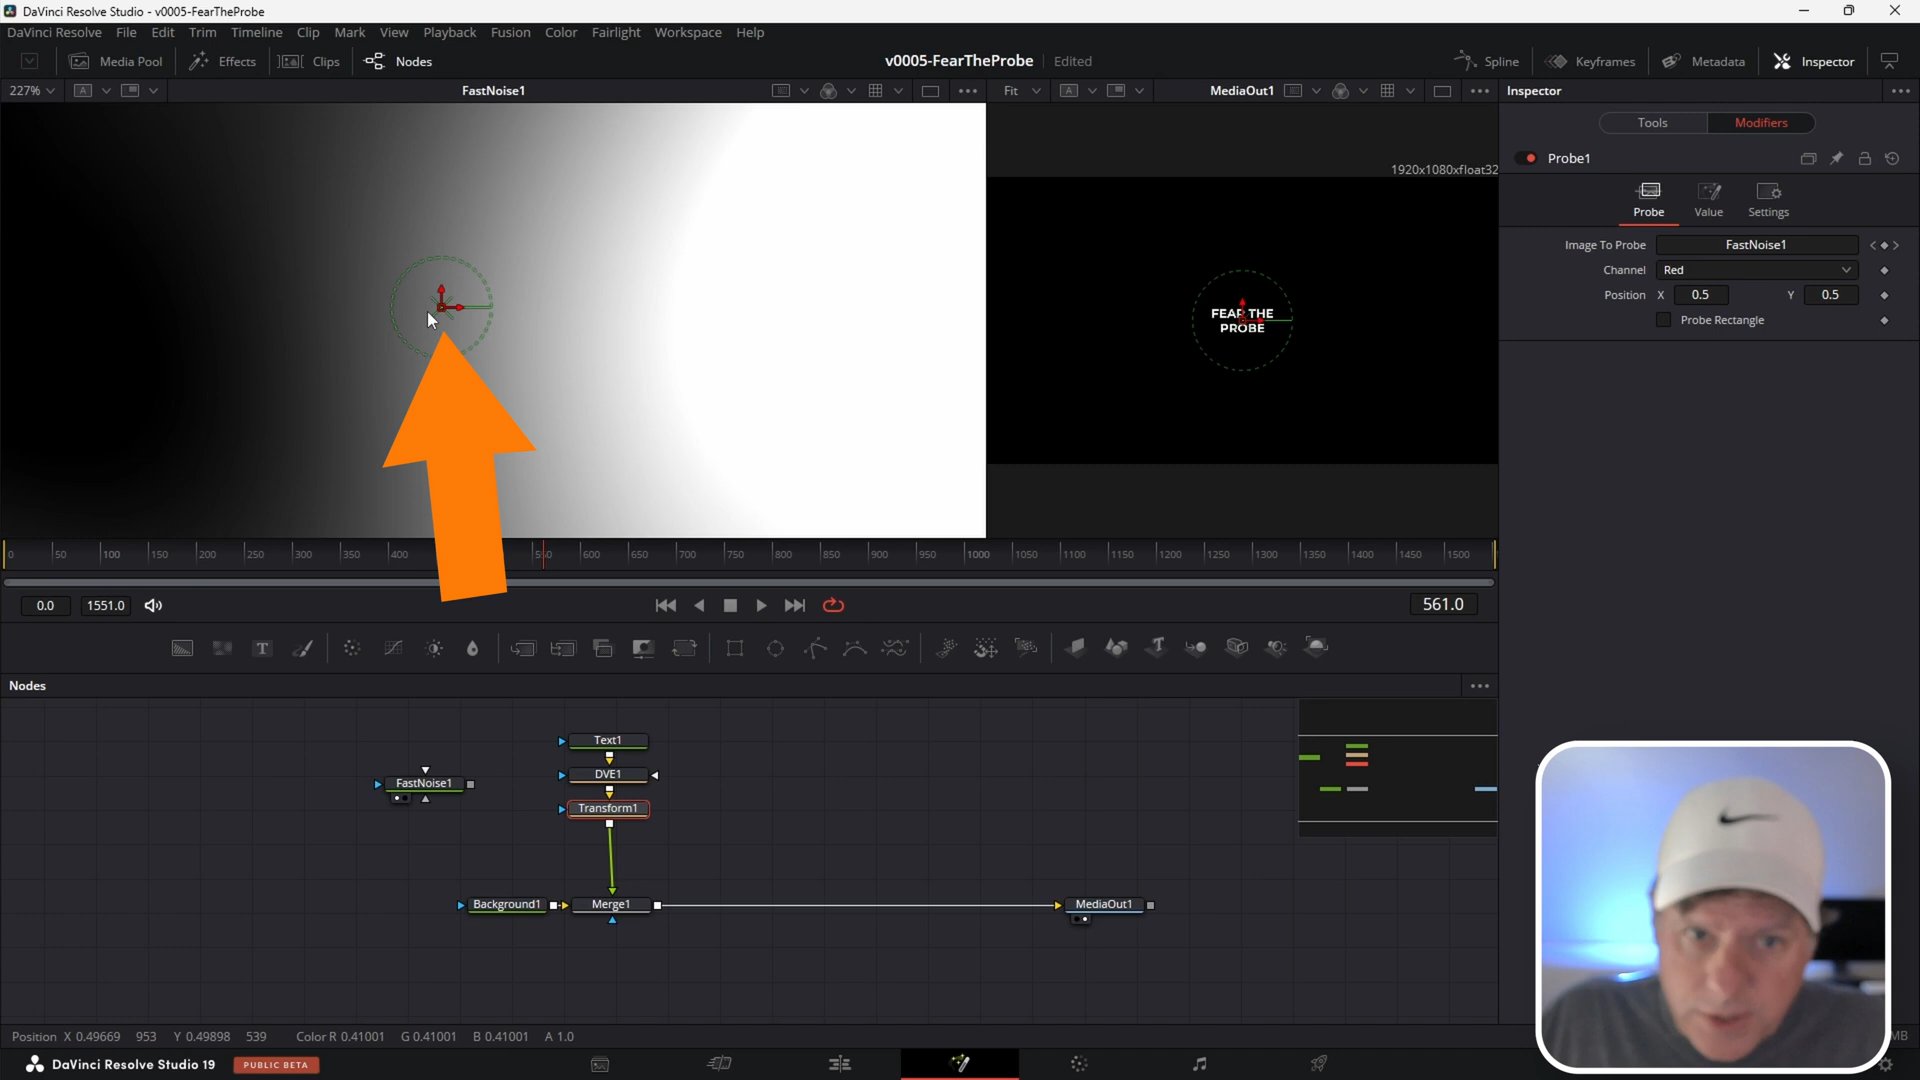 DaVinci Resolve Studio - v0005-FearTheProbe
DaVinci Resolve File Edit Trim Timeline Clip Mark View Playback Fusion Color Fairlight Workspace Help
Media Pool Effects Clips Nodes v0005-FearTheProbe Edited Spline Keyframes Metadata Inspector
227% A FastNoise1 Fit A MediaOut1 Inspector
Tools Modifiers
Probe1
1920x1080xfloat32
Probe Value Settings
Image To Probe FastNoise1
Channel Red
Position X 0.5 Y 0.5
Probe Rectangle
FEAR THE
PROBE
0 50 100 150 200 250 300 350 400 600 650 700 750 800 850 900 950 1000 1050 1100 1150 1200 1250 1300 1350 1400 1450 1500
0.0 1551.0 561.0
T
Nodes
Text1
DVE1
FastNoise1
Transform1
Background1 Merge1 MediaOut1
Position X 0.49669 953 Y 0.49898 539 Color R 0.41001 G 0.41001 B 0.41001 A 1.0 MB
DaVinci Resolve Studio 19 PUBLIC BETA